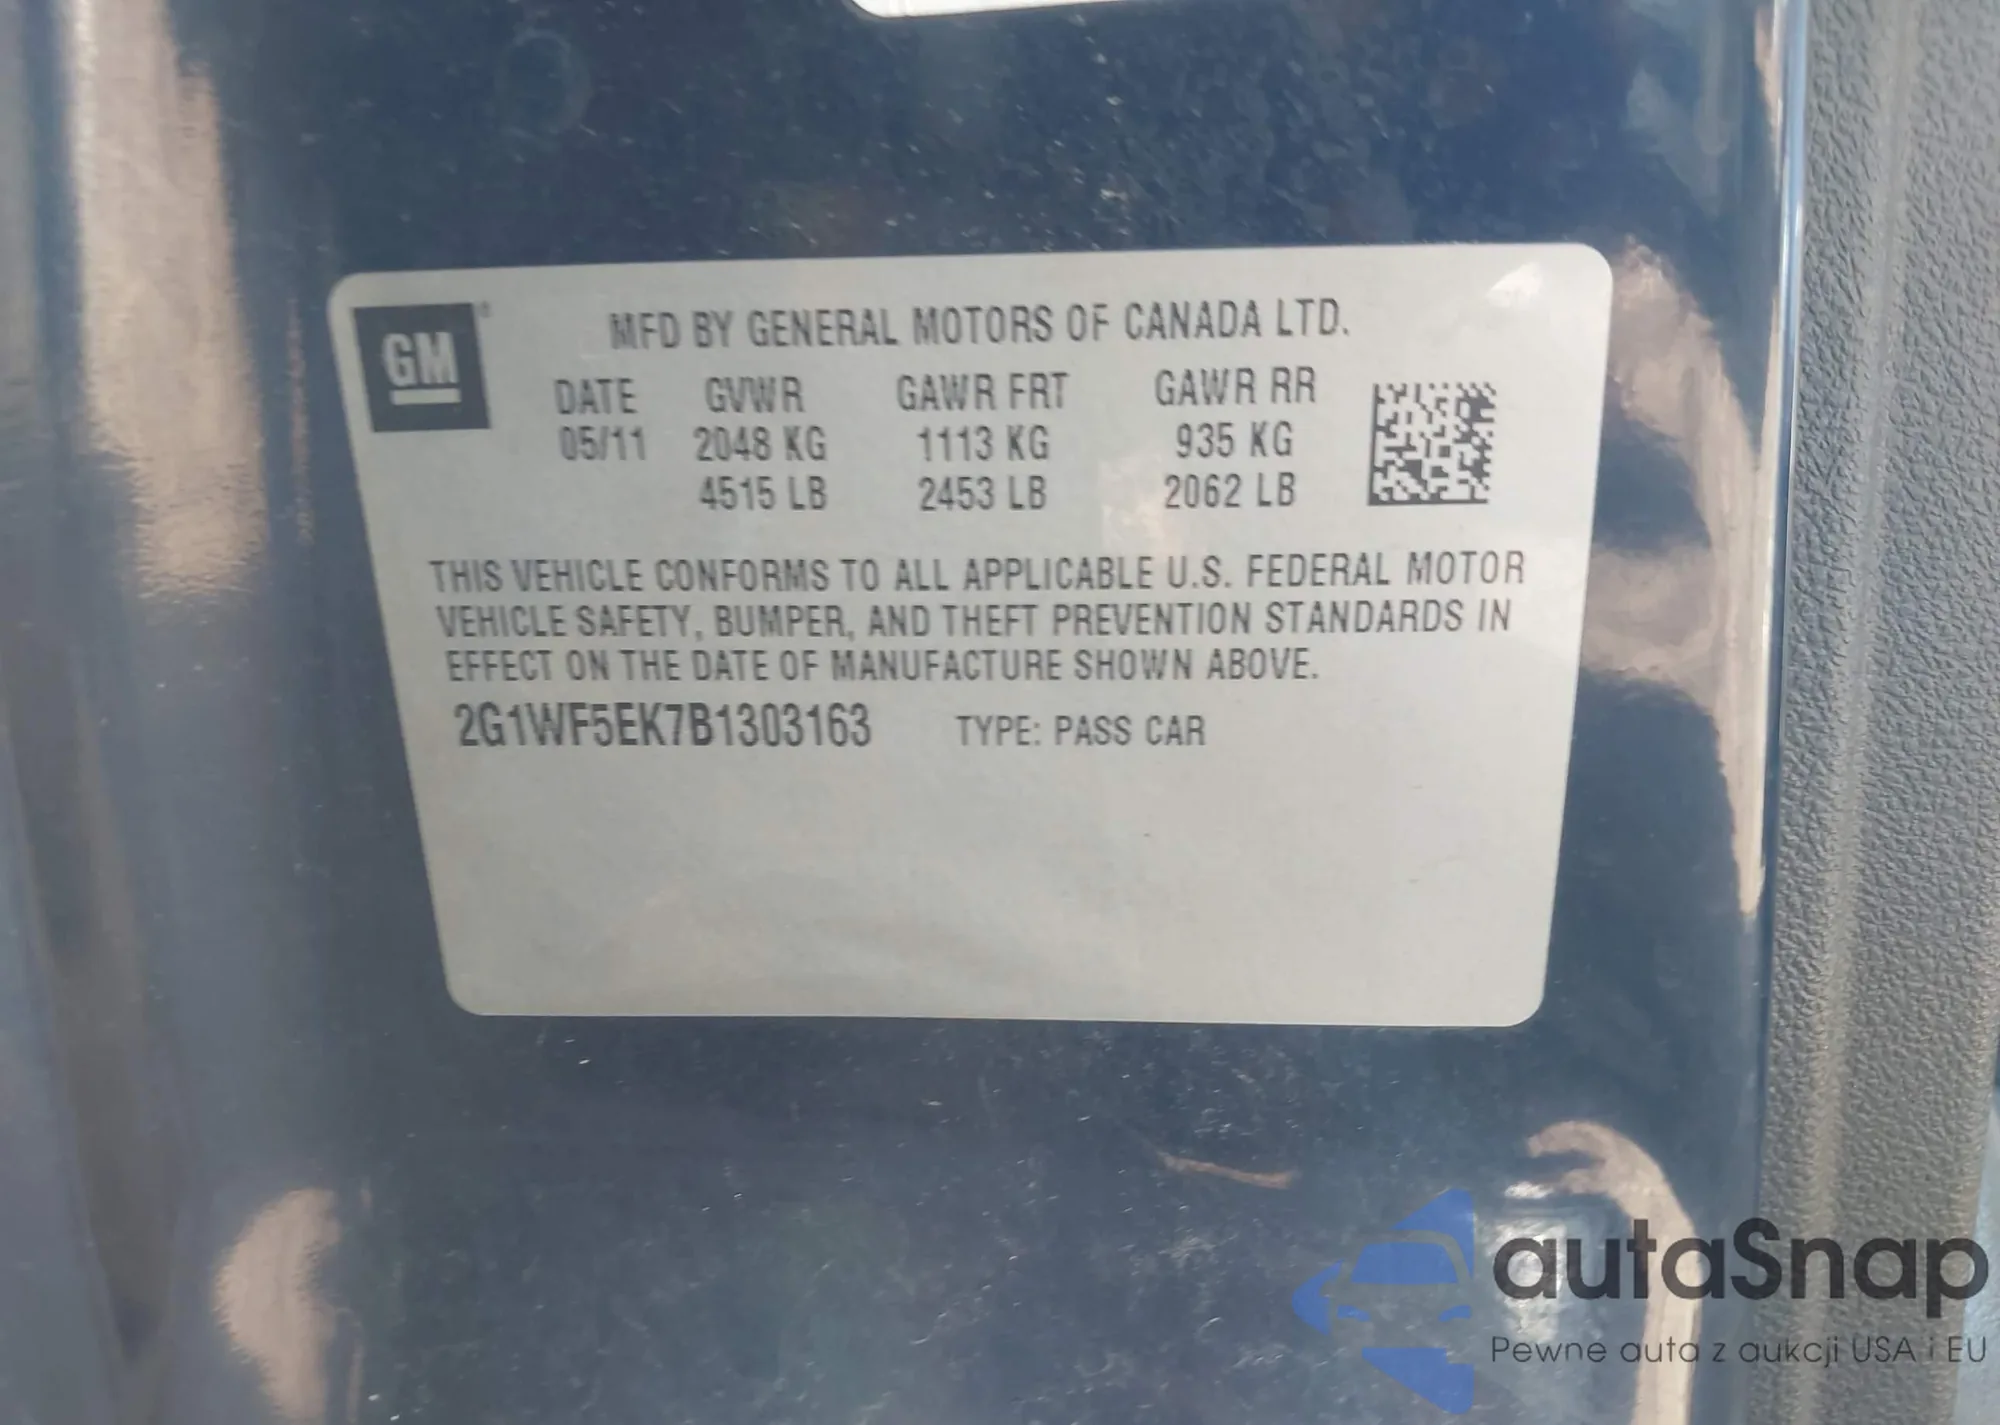 GM
MFD BY GENERAL MOTORS OF CANADA LTD.
DATE GVWR GAWR FRT GAWR RR
05/11 2048 KG 1113 KG 935 KG
4515 LB 2453 LB 2062 LB
THIS VEHICLE CONFORMS TO ALL APPLICABLE U.S. FEDERAL MOTOR
VEHICLE SAFETY, BUMPER, AND THEFT PREVENTION STANDARDS IN
EFFECT ON THE DATE OF MANUFACTURE SHOWN ABOVE.
2G1WF5EK7B1303163 TYPE: PASS CAR
autaSnap
Pewne auta z aukcji USA i EU